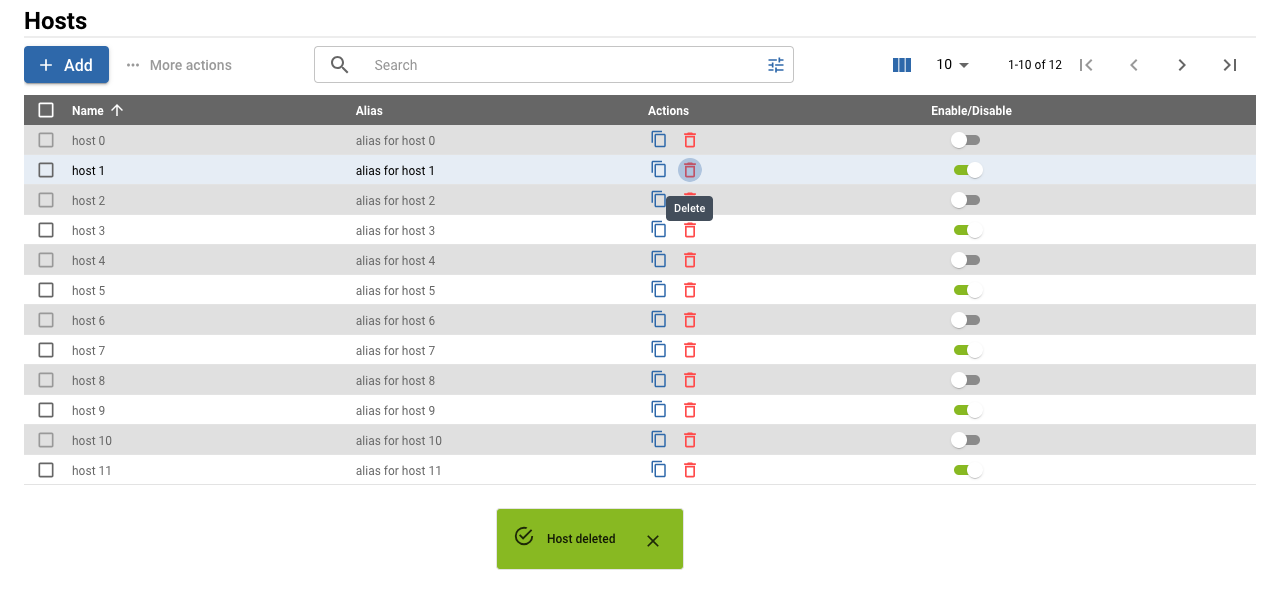 Hosts
Add
More actions
Search
10
1-10 of 12
Name Alias Actions Enable/Disable
host 0 alias for host 0
host 1 alias for host 1
host 2 alias for host 2
Delete
host 3 alias for host 3
host 4 alias for host 4
host 5 alias for host 5
host 6 alias for host 6
host 7 alias for host 7
host 8 alias for host 8
host 9 alias for host 9
host 10 alias for host 10
host 11 alias for host 11
Host deleted